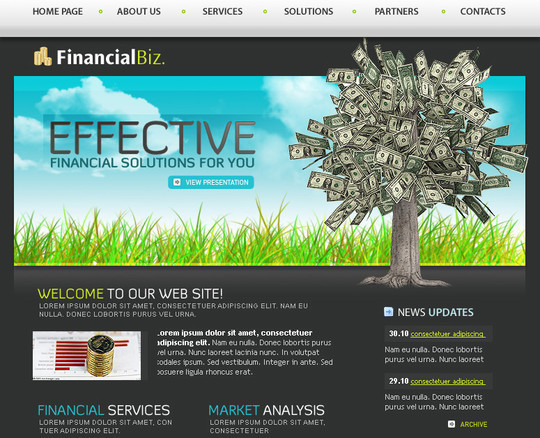 HOME PAGE ABOUT US SERVICES SOLUTIONS PARTNERS CONTACTS
FinancialBiz.
EFFECTIVE
FINANCIAL SOLUTIONS FOR YOU
VIEW PRESENTATION
WELCOME TO OUR WEB SITE!
LOREM IPSUM DOLOR SIT AMET, CONSECTETUER ADIPISCING ELIT. NAM EU
NULLA. DONEC LOBORTIS PURUS VEL URNA.
Lorem ipsum dolor sit amet, consectetuer
adipiscing elit. Nam eu nulla. Donec lobortis
purus vel urna. Nunc laoreet lacinia nunc. In volutpat
sodales ipsum. Sed vestibulum. Integer in ante. Sed
posuere ligula rhoncus erat.
FINANCIAL SERVICES
LOREM IPSUM DOLOR SIT AMET, CON
TUER ADIPISCING ELIT.
MARKET ANALYSIS
LOREM IPSUM DOLOR SIT AMET,
CONSECTETUER
NEWS UPDATES
30.10 consectetuer adipiscing
Nam eu nulla. Donec lobortis
purus vel urna. Nunc laoreet
29.10 consectetuer adipiscing
Nam eu nulla. Donec lobortis
purus vel urna. Nunc laoreet
ARCHIVE